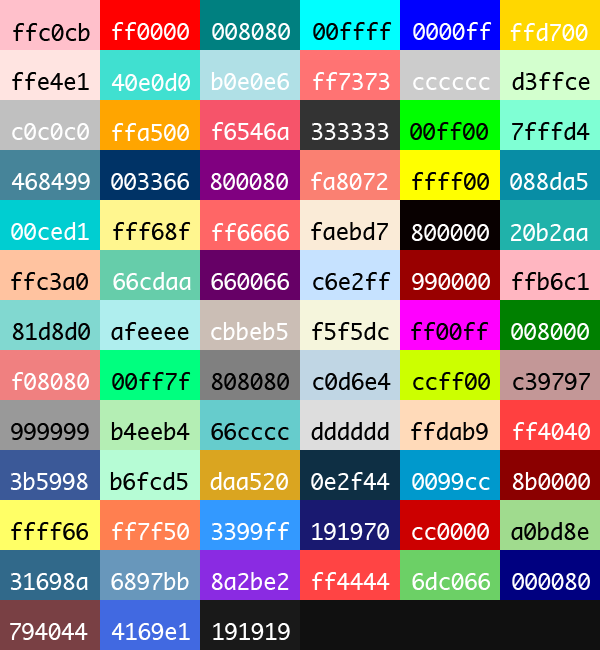 ffc0cb ff0000 008080 00ffff 0000ff ffd700
ffe4e1 40e0d0 b0e0e6 ff7373 cccccc d3ffce
c0c0c0 ffa500 f6546a 333333 00ff00 7fffd4
468499 003366 800080 fa8072 ffff00 088da5
00ced1 fff68f ff6666 faebd7 800000 20b2aa
ffc3a0 66cdaa 660066 c6e2ff 990000 ffb6c1
81d8d0 afeeee cbbeb5 f5f5dc ff00ff 008000
f08080 00ff7f 808080 c0d6e4 ccff00 c39797
999999 b4eeb4 66cccc dddddd ffdab9 ff4040
3b5998 b6fcd5 daa520 0e2f44 0099cc 8b0000
ffff66 ff7f50 3399ff 191970 cc0000 a0bd8e
31698a 6897bb 8a2be2 ff4444 6dc066 000080
794044 4169e1 191919